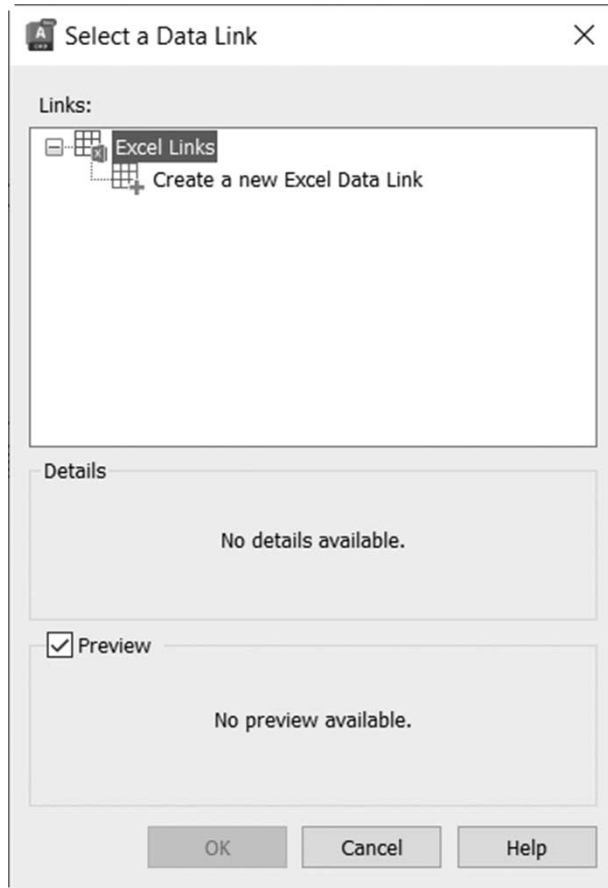 Select a Data Link
Links:
Excel Links
Create a new Excel Data Link
Details
No details available.
Preview
No preview available.
OK
Cancel
Help